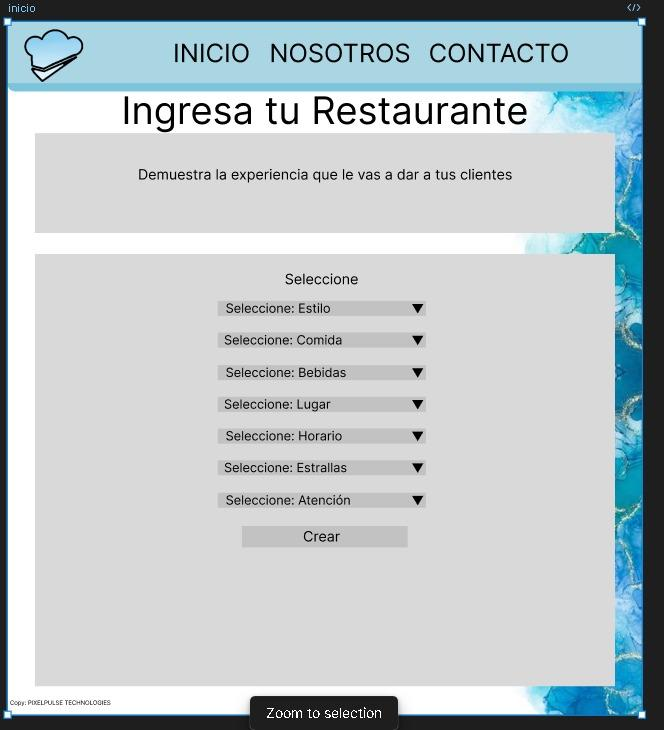 inicio
INICIO NOSOTROS CONTACTO
Ingresa tu Restaurante
Demuestra la experiencia que le vas a dar a tus clientes
Seleccione
Seleccione: Estilo
Seleccione: Comida
Seleccione: Bebidas
Seleccione: Lugar
Seleccione: Horario
Seleccione: Estrallas
Seleccione: Atención
Crear
Copy: PIXELPULSE TECHNOLOGIES
Zoom to selection